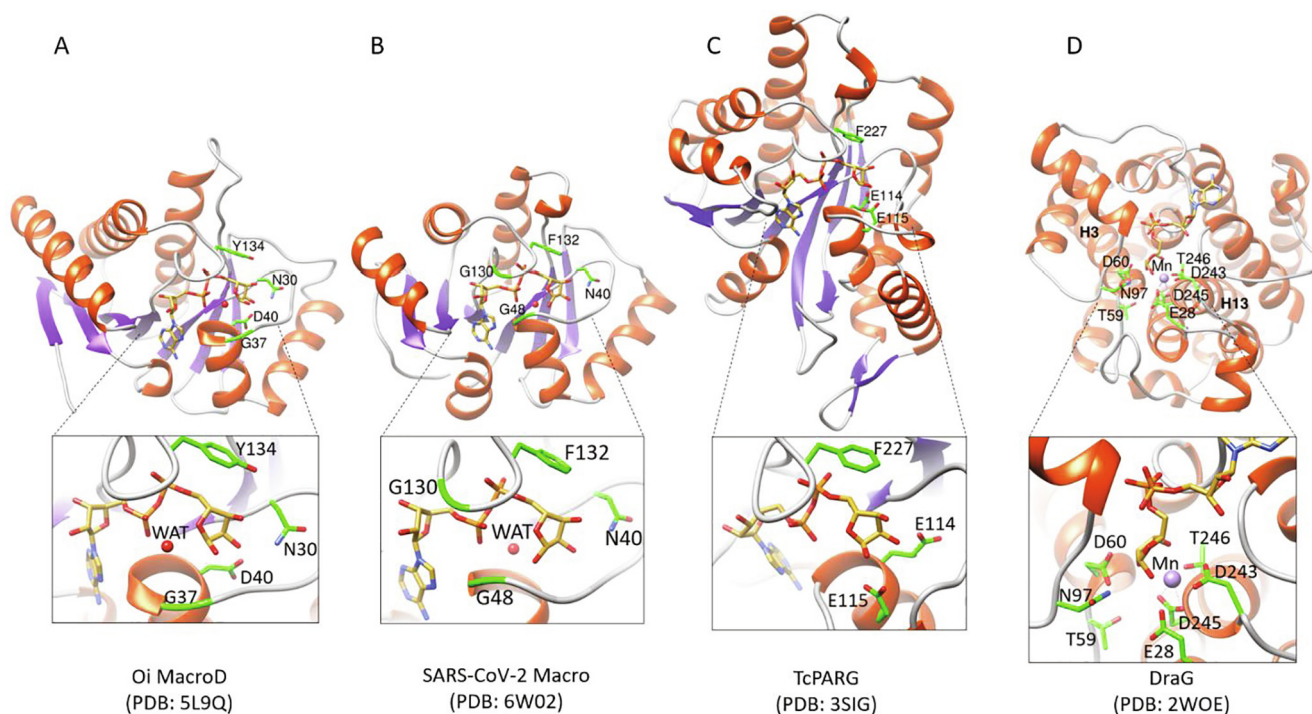 A
B
C
D
Y134
N30
D40
G37
F132
G130
N40
G48
F227
E114
E115
H3
D60
Mn
T246
D243
N97
D245
H13
T59
E28
Y134
WAT
N30
D40
G37
F132
G130
WAT
N40
G48
F227
E114
E115
D60
Mn
T246
D243
N97
D245
T59
E28
Oi MacroD
(PDB: 5L9Q)
SARS-CoV-2 Macro
(PDB: 6W02)
TcPARG
(PDB: 3SIG)
DraG
(PDB: 2WOE)